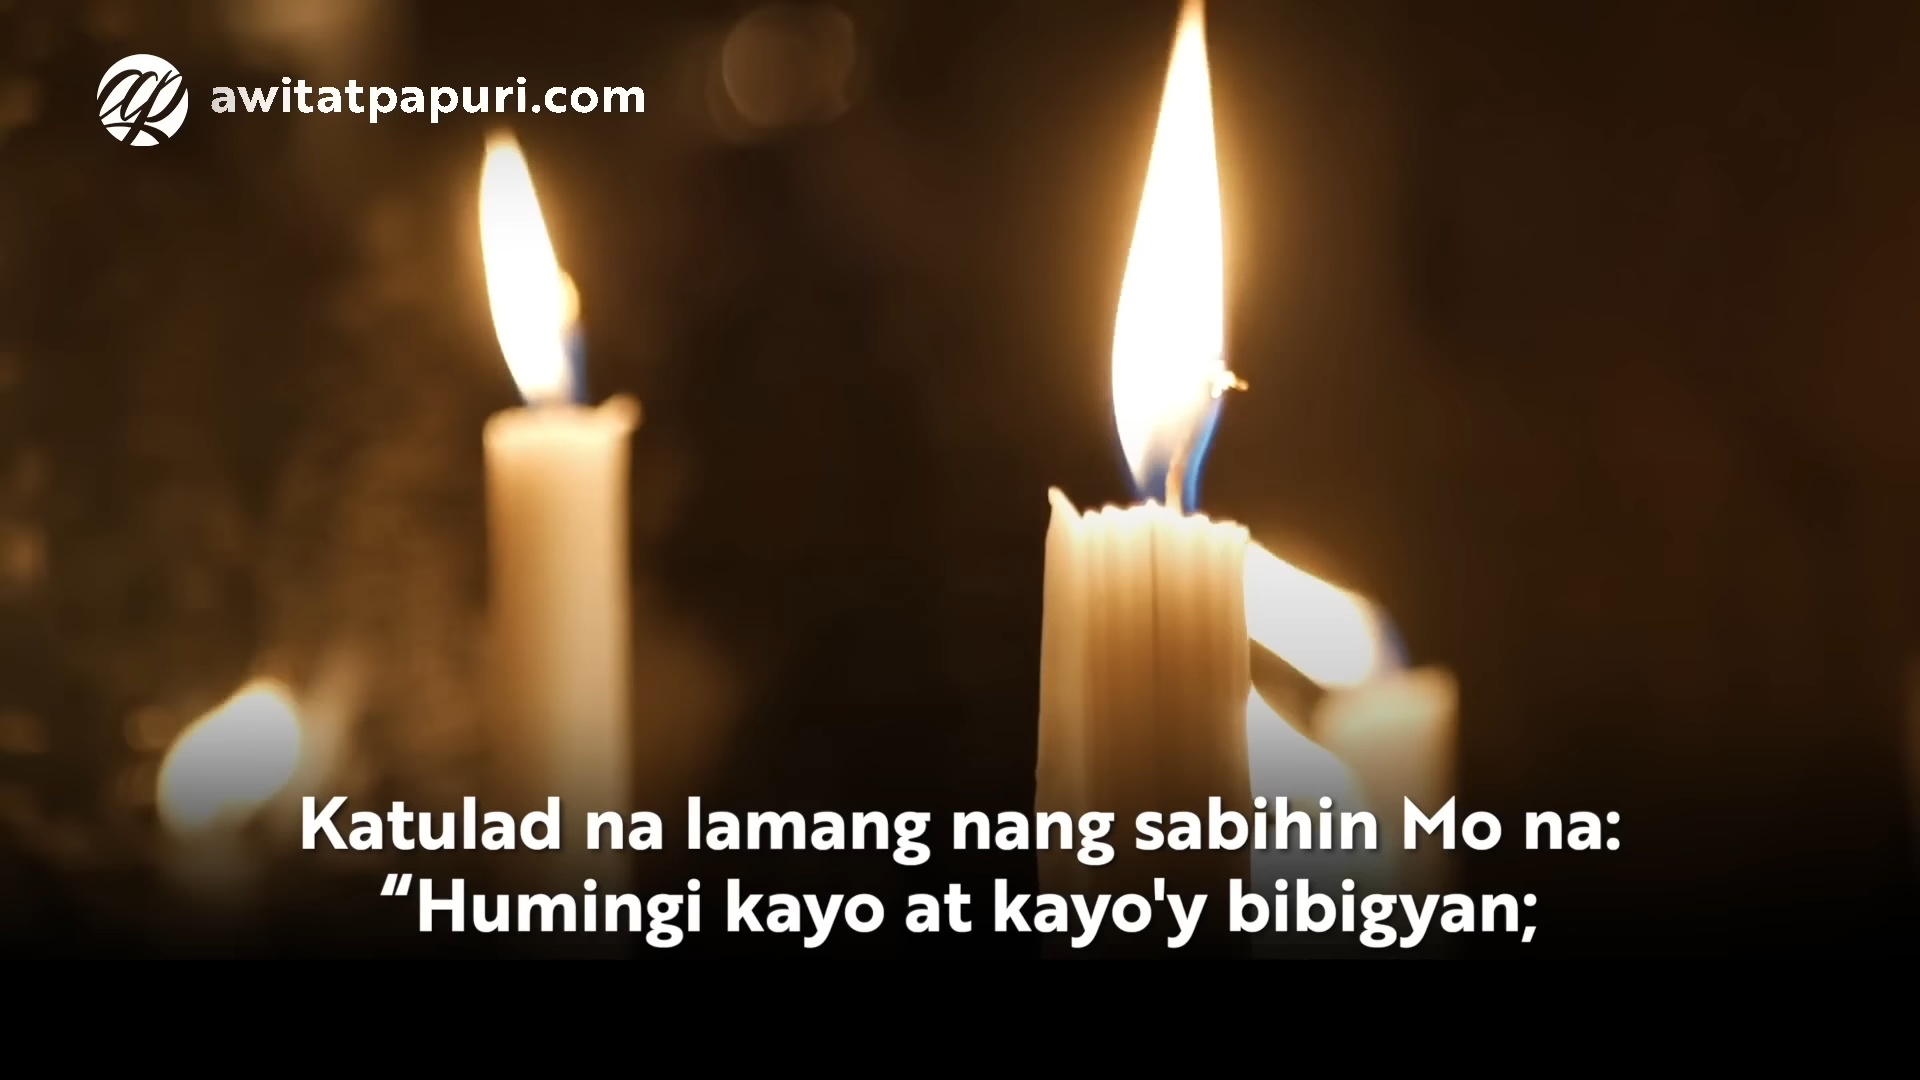 awitatpapuri.com
Katulad na lamang nang sabihin Mo na:
“Humingi kayo at kayo'y bibigyan;